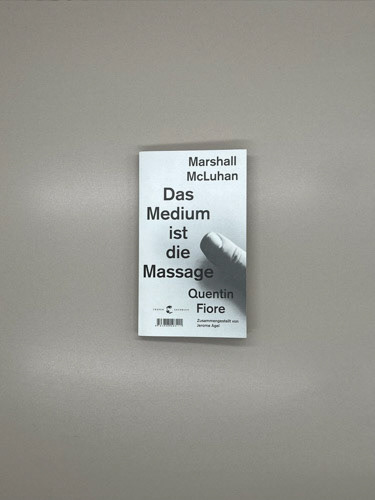 Marshall
McLuhan
Das
Medium
ist
die
Massage
Quentin
Fiore
Zusammengestellt von
Jerome Agel